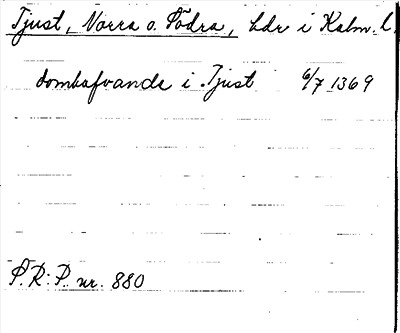 Tjust, Norra o. Södra, hdr i Kalm. l.
domhafvande i Tjust 6/7 1369
S.R.P. nr. 880